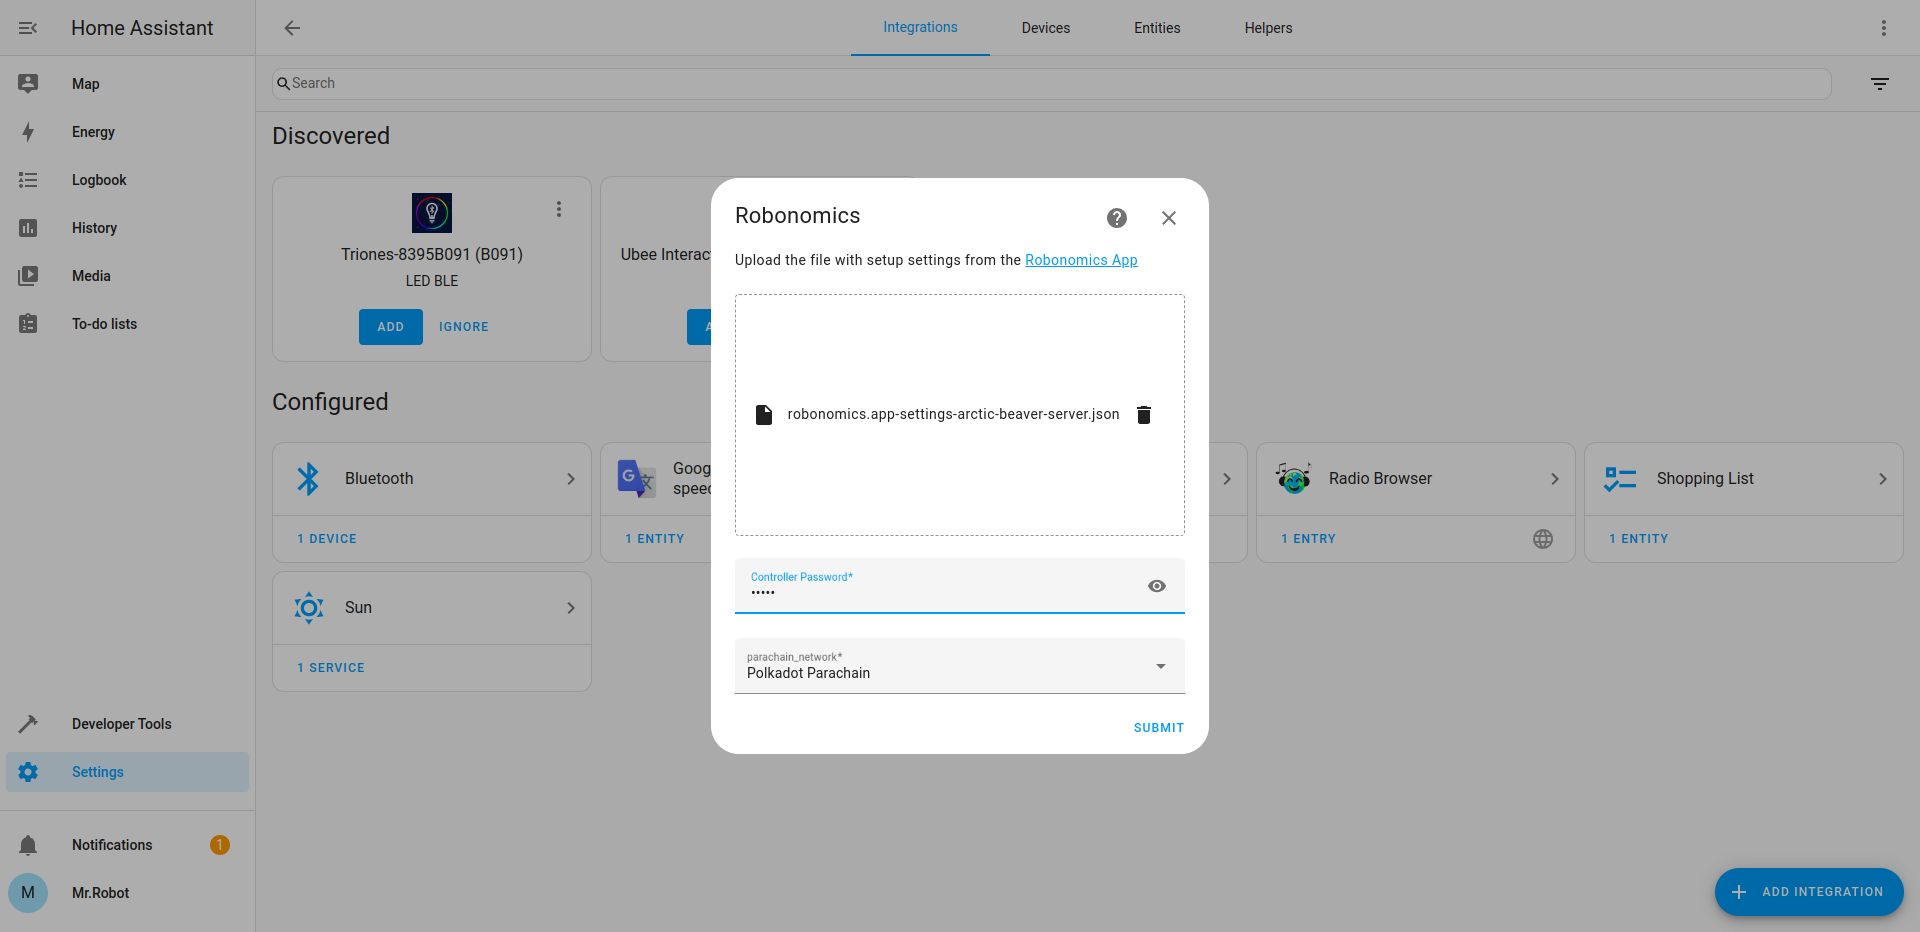 Home Assistant
Integrations
Devices
Entities
Helpers
Map
Energy
Logbook
History
Media
To-do lists
Developer Tools
Settings
Notifications
1
M
Mr.Robot
Search
Discovered
Triones-8395B091 (B091)
LED BLE
ADD
IGNORE
Ubee Interac
Configured
Bluetooth
1 DEVICE
Goog
speec
1 ENTITY
Radio Browser
1 ENTRY
Shopping List
1 ENTITY
Sun
1 SERVICE
Robonomics
Upload the file with setup settings from the Robonomics App
robonomics.app-settings-arctic-beaver-server.json
Controller Password*
•••••
parachain_network*
Polkadot Parachain
SUBMIT
ADD INTEGRATION